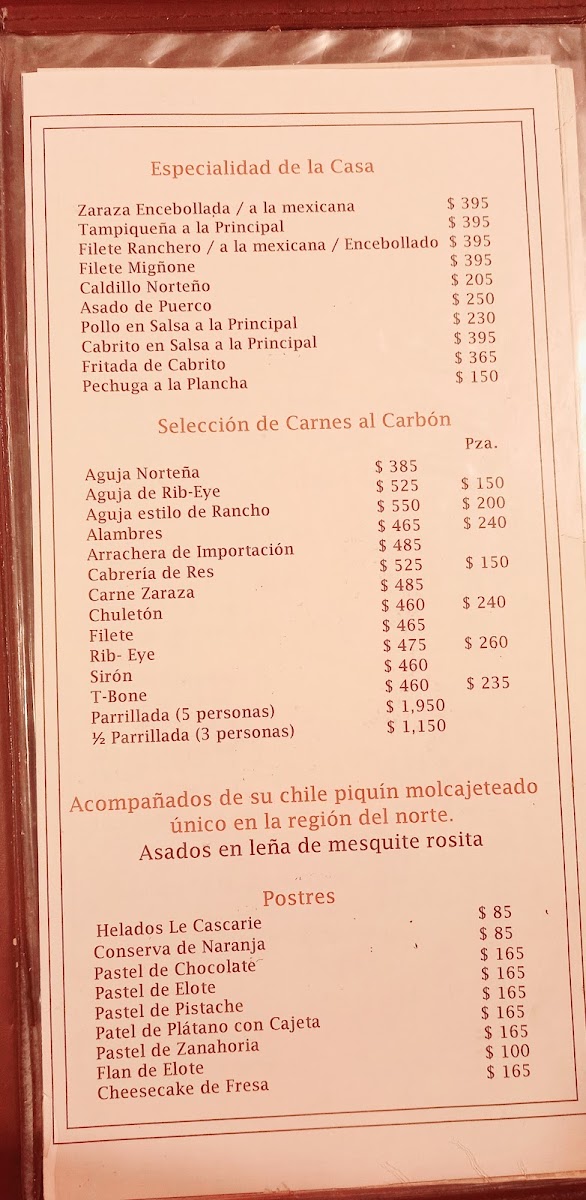 Especialidad de la Casa
Zaraza Encebollada / a la mexicana $ 395
Tampiqueña a la Principal $ 395
Filete Ranchero / a la mexicana / Encebollado $ 395
Filete Migñone $ 395
Caldillo Norteño $ 205
Asado de Puerco $ 250
Pollo en Salsa a la Principal $ 230
Cabrito en Salsa a la Principal $ 395
Fritada de Cabrito $ 365
Pechuga a la Plancha $ 150
Selección de Carnes al Carbón
Pza.
Aguja Norteña $ 385
Aguja de Rib-Eye $ 525 $ 150
Aguja estilo de Rancho $ 550 $ 200
Alambres $ 465 $ 240
Arrachera de Importación $ 485
Cabrería de Res $ 525 $ 150
Carne Zaraza $ 485
Chuletón $ 460 $ 240
Filete $ 465
Rib- Eye $ 475 $ 260
Sirón $ 460
T-Bone $ 460 $ 235
Parrillada (5 personas) $ 1,950
½ Parrillada (3 personas) $ 1,150
Acompañados de su chile piquín molcajeteado
único en la región del norte.
Asados en leña de mesquite rosita
Postres
Helados Le Cascarie $ 85
Conserva de Naranja $ 85
Pastel de Chocolate $ 165
Pastel de Elote $ 165
Pastel de Pistache $ 165
Patel de Plátano con Cajeta $ 165
Pastel de Zanahoria $ 165
Flan de Elote $ 100
Cheesecake de Fresa $ 165